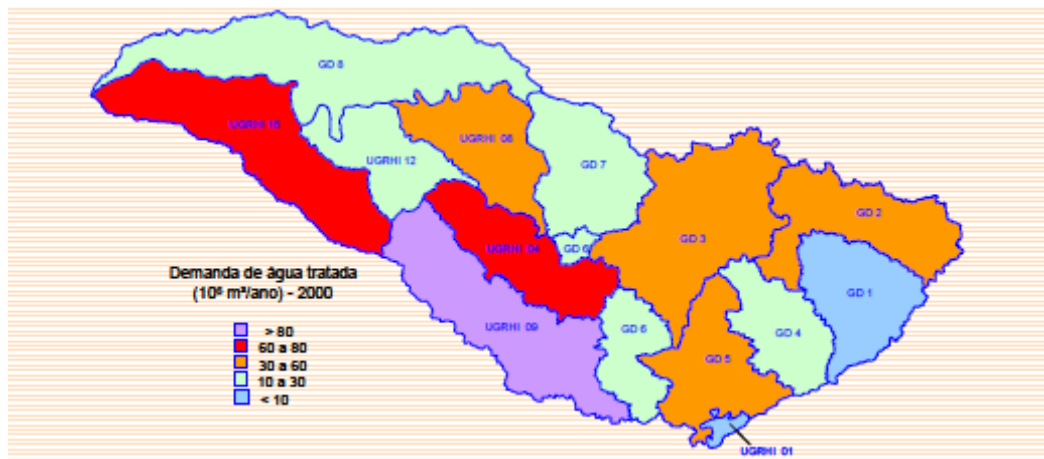 GD 8
UGRHI 15
UGRHI 08
UGRHI 12
GD 7
GD 2
GD 3
GD 6
UGRHI 04
Demanda de água tratada
(10⁶ m³/ano) - 2000
GD 1
UGRHI 09
GD 6
GD 4
GD 5
> 80
60 a 80
30 a 60
10 a 30
< 10
UGRHI 01